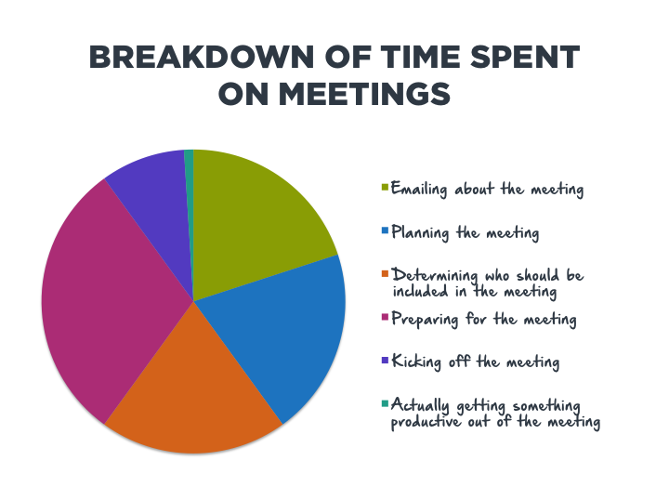 BREAKDOWN OF TIME SPENT
ON MEETINGS
Emailing about the meeting
Planning the meeting
Determining who should be
included in the meeting
Preparing for the meeting
Kicking off the meeting
Actually getting something
productive out of the meeting